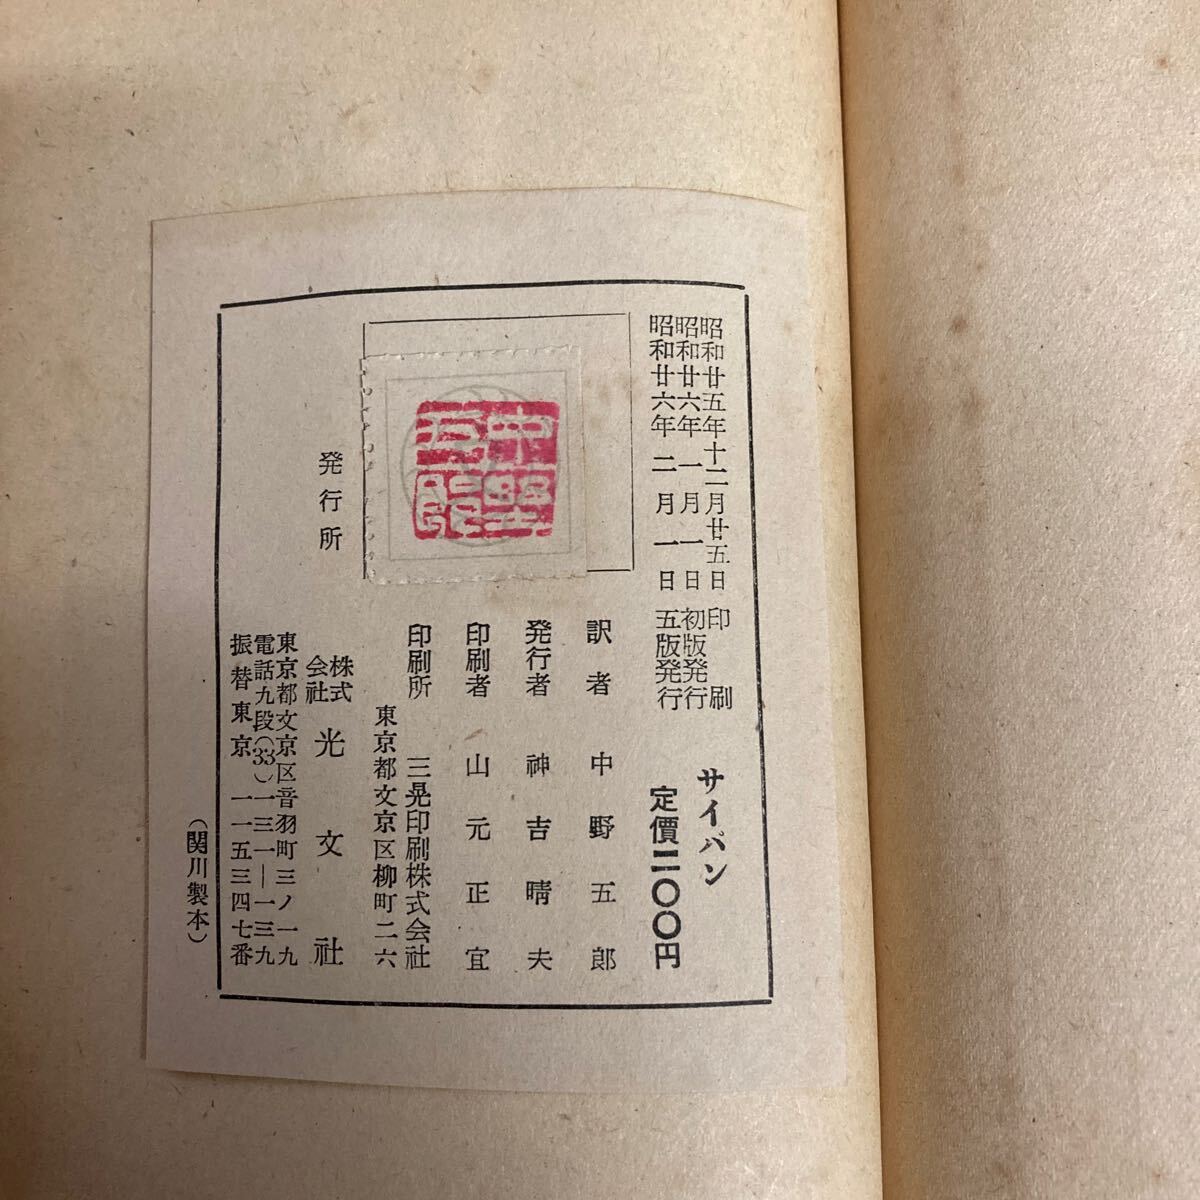 昭和廿五年十二月廿五日 印刷
昭和廿六年一月一日 初版発行
昭和廿六年二月一日 五版発行
サイパン
定價二〇〇円
訳者 中野五郎
発行者 神吉晴夫
印刷者 山元正宜
印刷所 三晃印刷株式会社
東京都文京区柳町二六
中野五郎
発行所
株式会社 光文社
東京都文京区音羽町三ノ一九
電話九段(33)一三一―一三九
振替東京一一五三四七番
(関川製本)